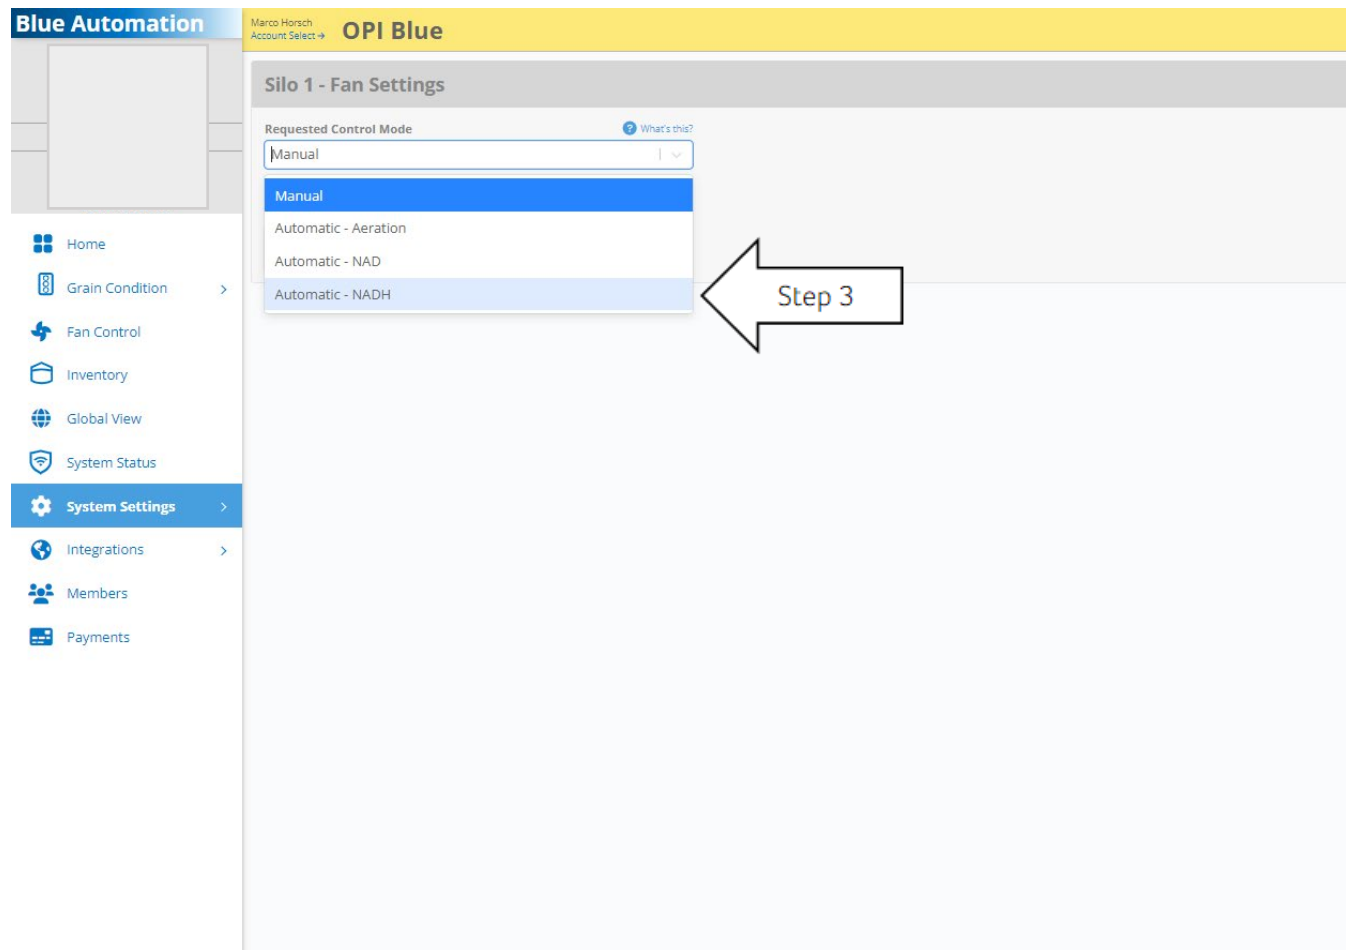 Blue Automation
Marco Horsch
Account Select →
OPI Blue
Silo 1 - Fan Settings
Requested Control Mode
? What's this?
Manual
Manual
Automatic - Aeration
Automatic - NAD
Automatic - NADH
Step 3
Home
Grain Condition
Fan Control
Inventory
Global View
System Status
System Settings
Integrations
Members
Payments